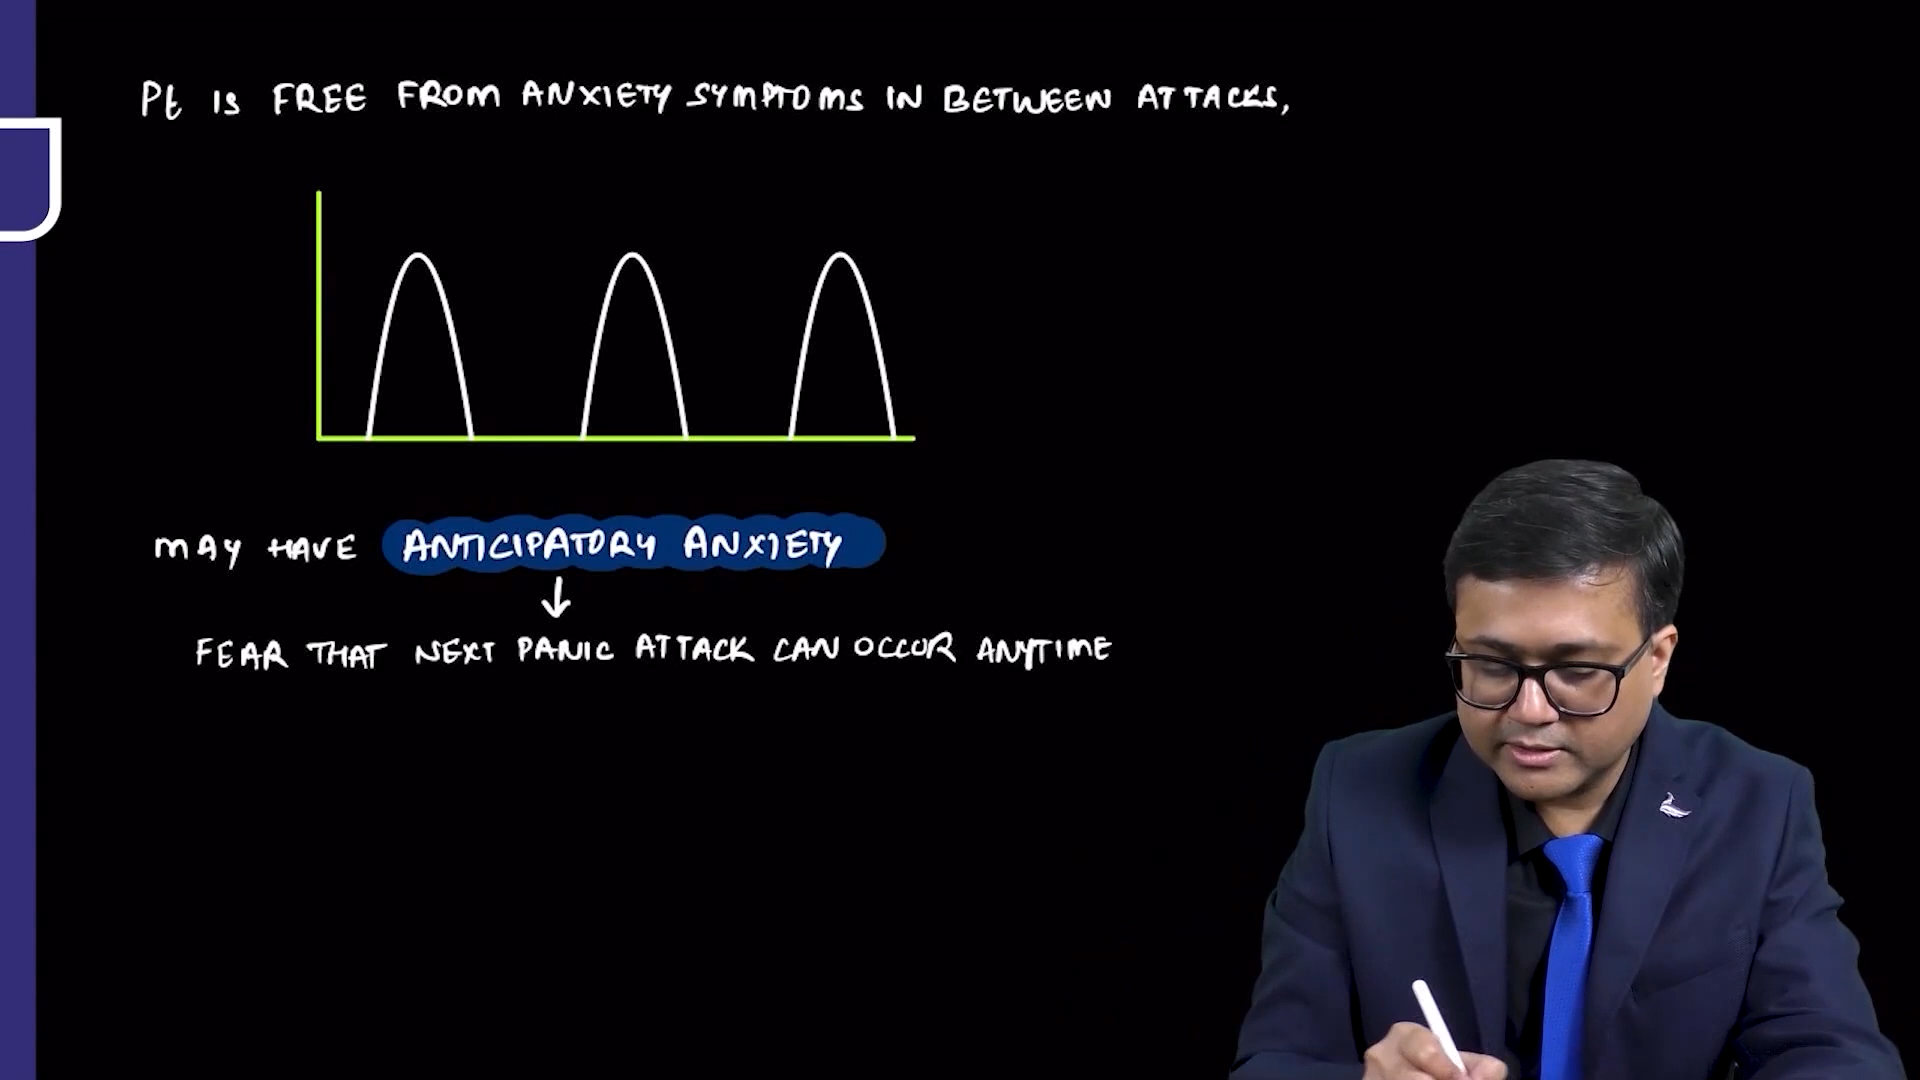 Pt IS FREE FROM ANXIETY SYMPTOMS IN BETWEEN ATTACKS,
MAY HAVE ANTICIPATORY ANXIETY
↓
FEAR THAT NEXT PANIC ATTACK CAN OCCUR ANYTIME